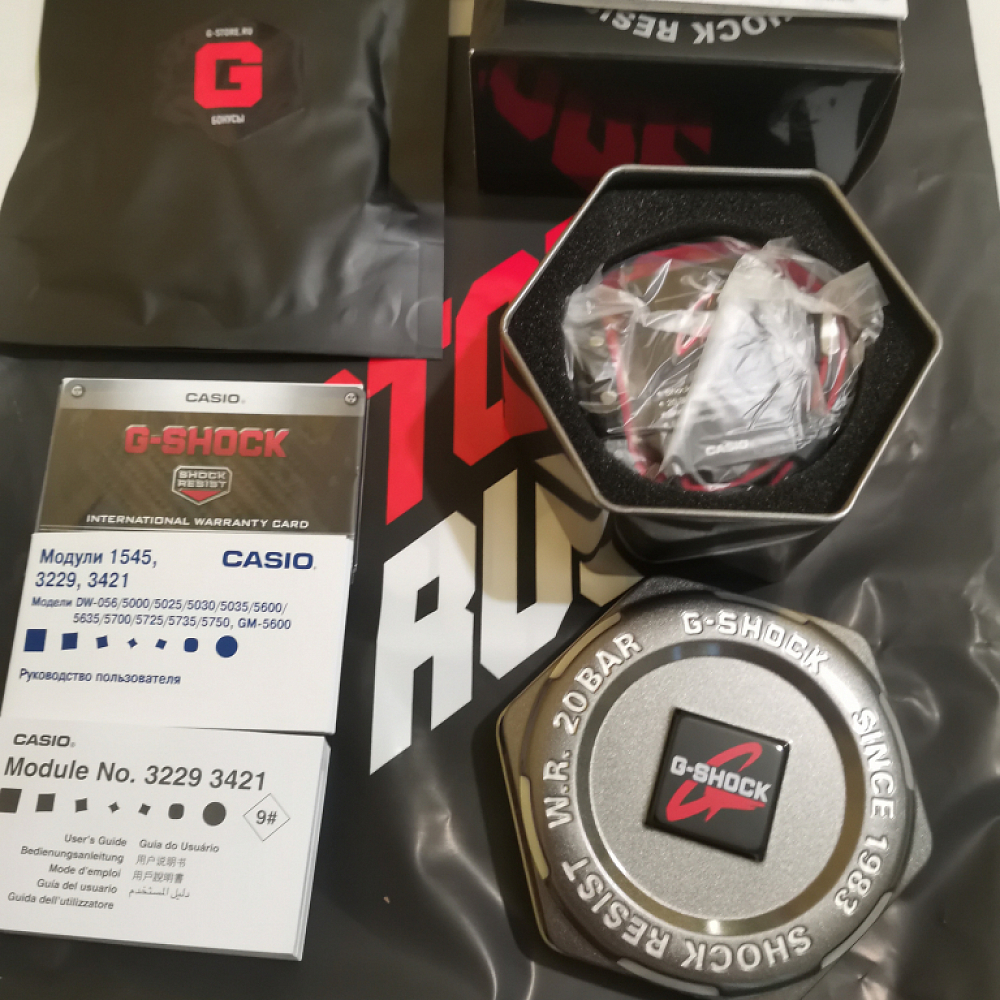 G-STORE.RU
G
БОНУСЫ
SHOCK RESIST
CASIO
CASIO.
G-SHOCK
SHOCK
RESIST
INTERNATIONAL WARRANTY CARD
Модули 1545,
3229, 3421
CASIO.
Модели DW-056/5000/5025/5030/5035/5600/
5635/5700/5725/5735/5750, GM-5600
Руководство пользователя
CASIO.
Module No. 3229 3421
9#
User's Guide Guia do Usuário
Bedienungsanleitung 用户说明书
Mode d'emploi 用戶說明書
Guía del usuario دليل المستخدم
Guida dell'utilizzatore
G-SHOCK
SINCE 1983
SHOCK RESIST
W.R. 20BAR
G-SHOCK